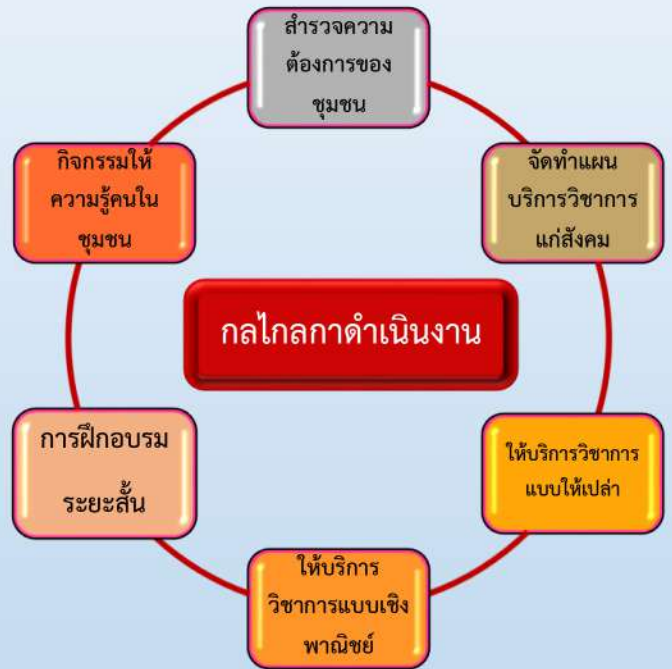 สำรวจความ
ต้องการของ
ชุมชน
จัดทำแผน
บริการวิชาการ
แก่สังคม
ให้บริการวิชาการ
แบบให้เปล่า
ให้บริการ
วิชาการแบบเชิง
พาณิชย์
การฝึกอบรม
ระยะสั้น
กิจกรรมให้
ความรู้คนใน
ชุมชน
กลไกลกาดำเนินงาน